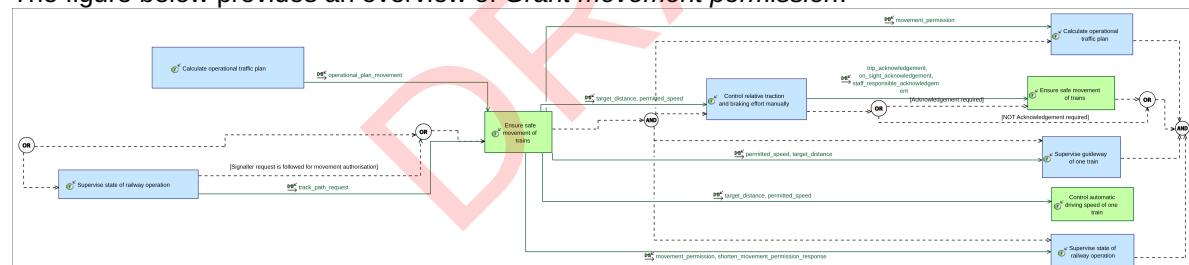 The figure below provides an overview of Grant movement permission.
movement_permission
Calculate operational
traffic plan
Calculate operational traffic plan
operational_plan_movement
trip_acknowledgement,
on_sight_acknowledgement,
staff_responsible_acknowledgem
ent
target_distance, permitted_speed
Control relative traction
and braking effort manually
[Acknowledgement required]
OR
Ensure safe movement
of trains
OR
[NOT Acknowledgement required]
AND
AND
Ensure safe
movement of
trains
OR
OR
[Signaller request is followed for movement authorisation]
permitted_speed, target_distance
Supervise guideway
of one train
Supervise state of railway operation
track_path_request
target_distance, permitted_speed
Control automatic
driving speed of one
train
movement_permission, shorten_movement_permission_response
Supervise state of
railway operation
DR